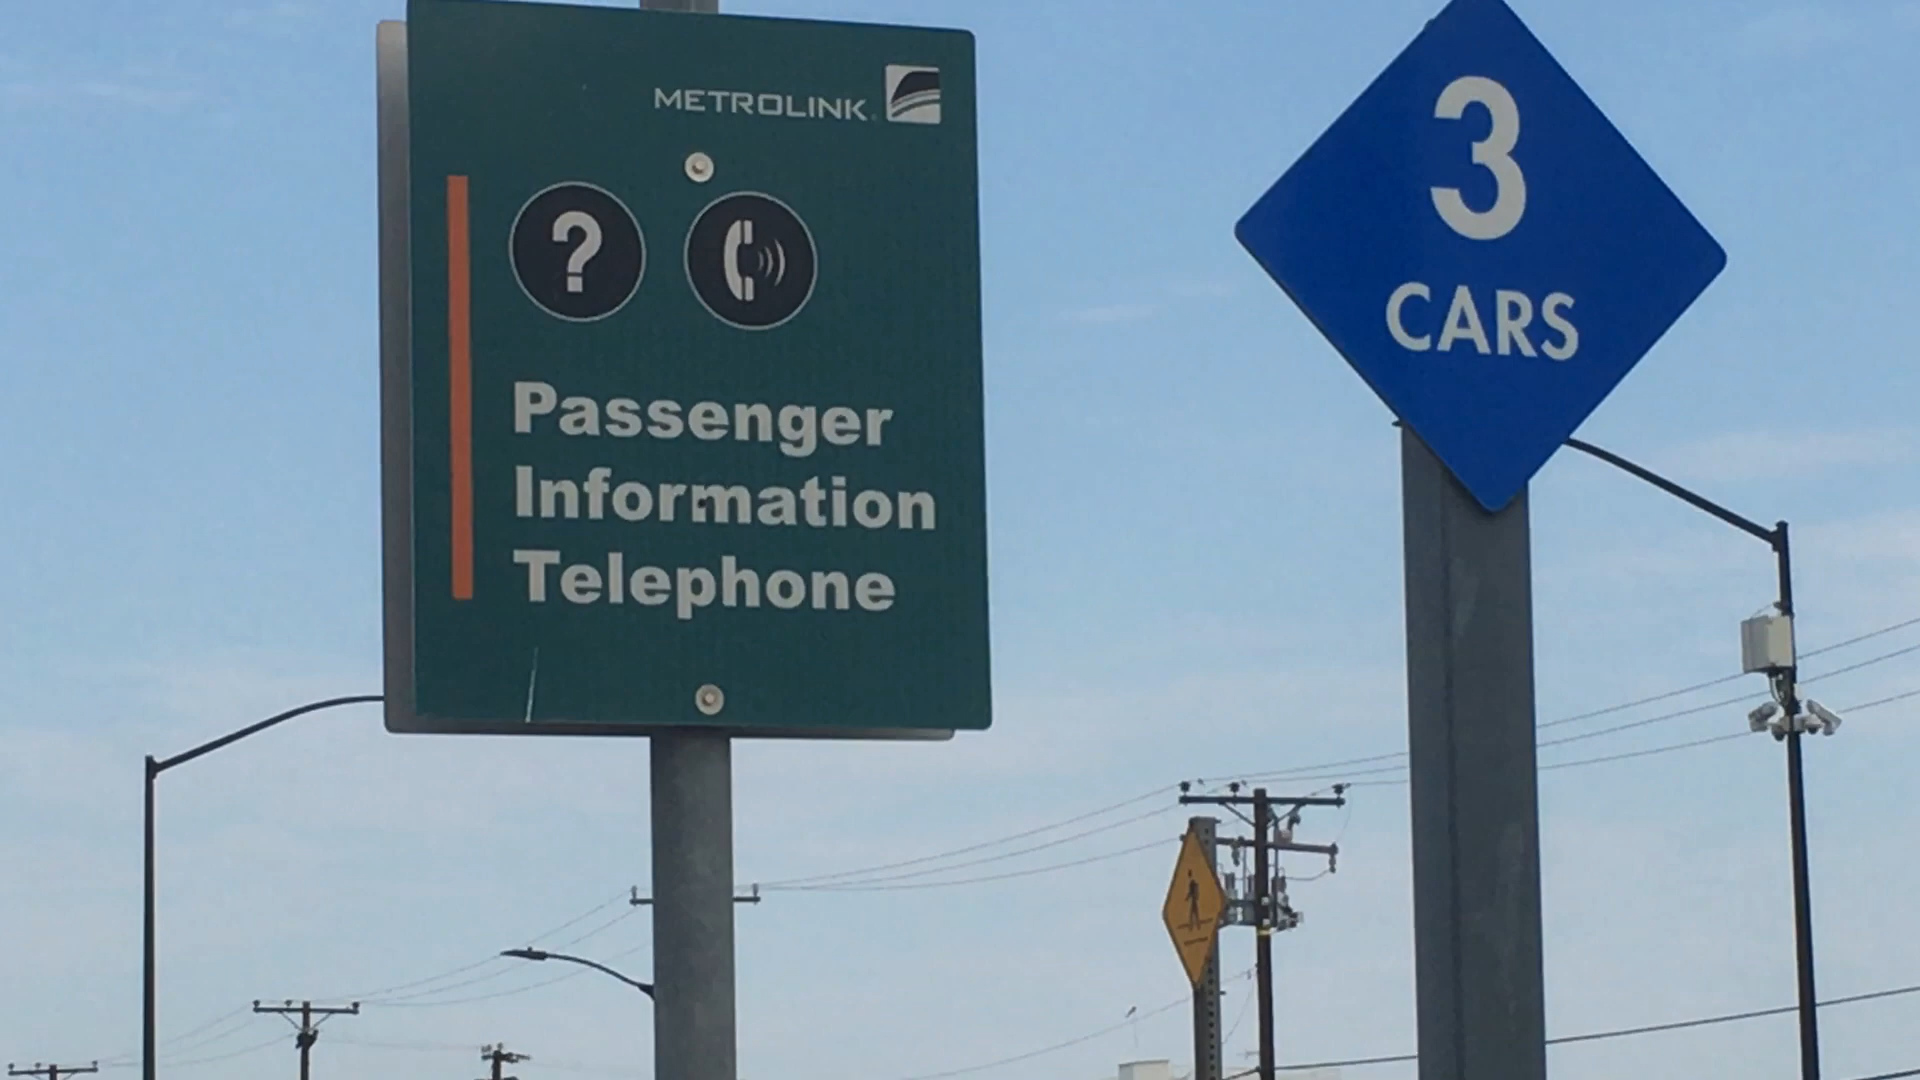 METROLINK
?
Passenger
Information
Telephone
3
CARS